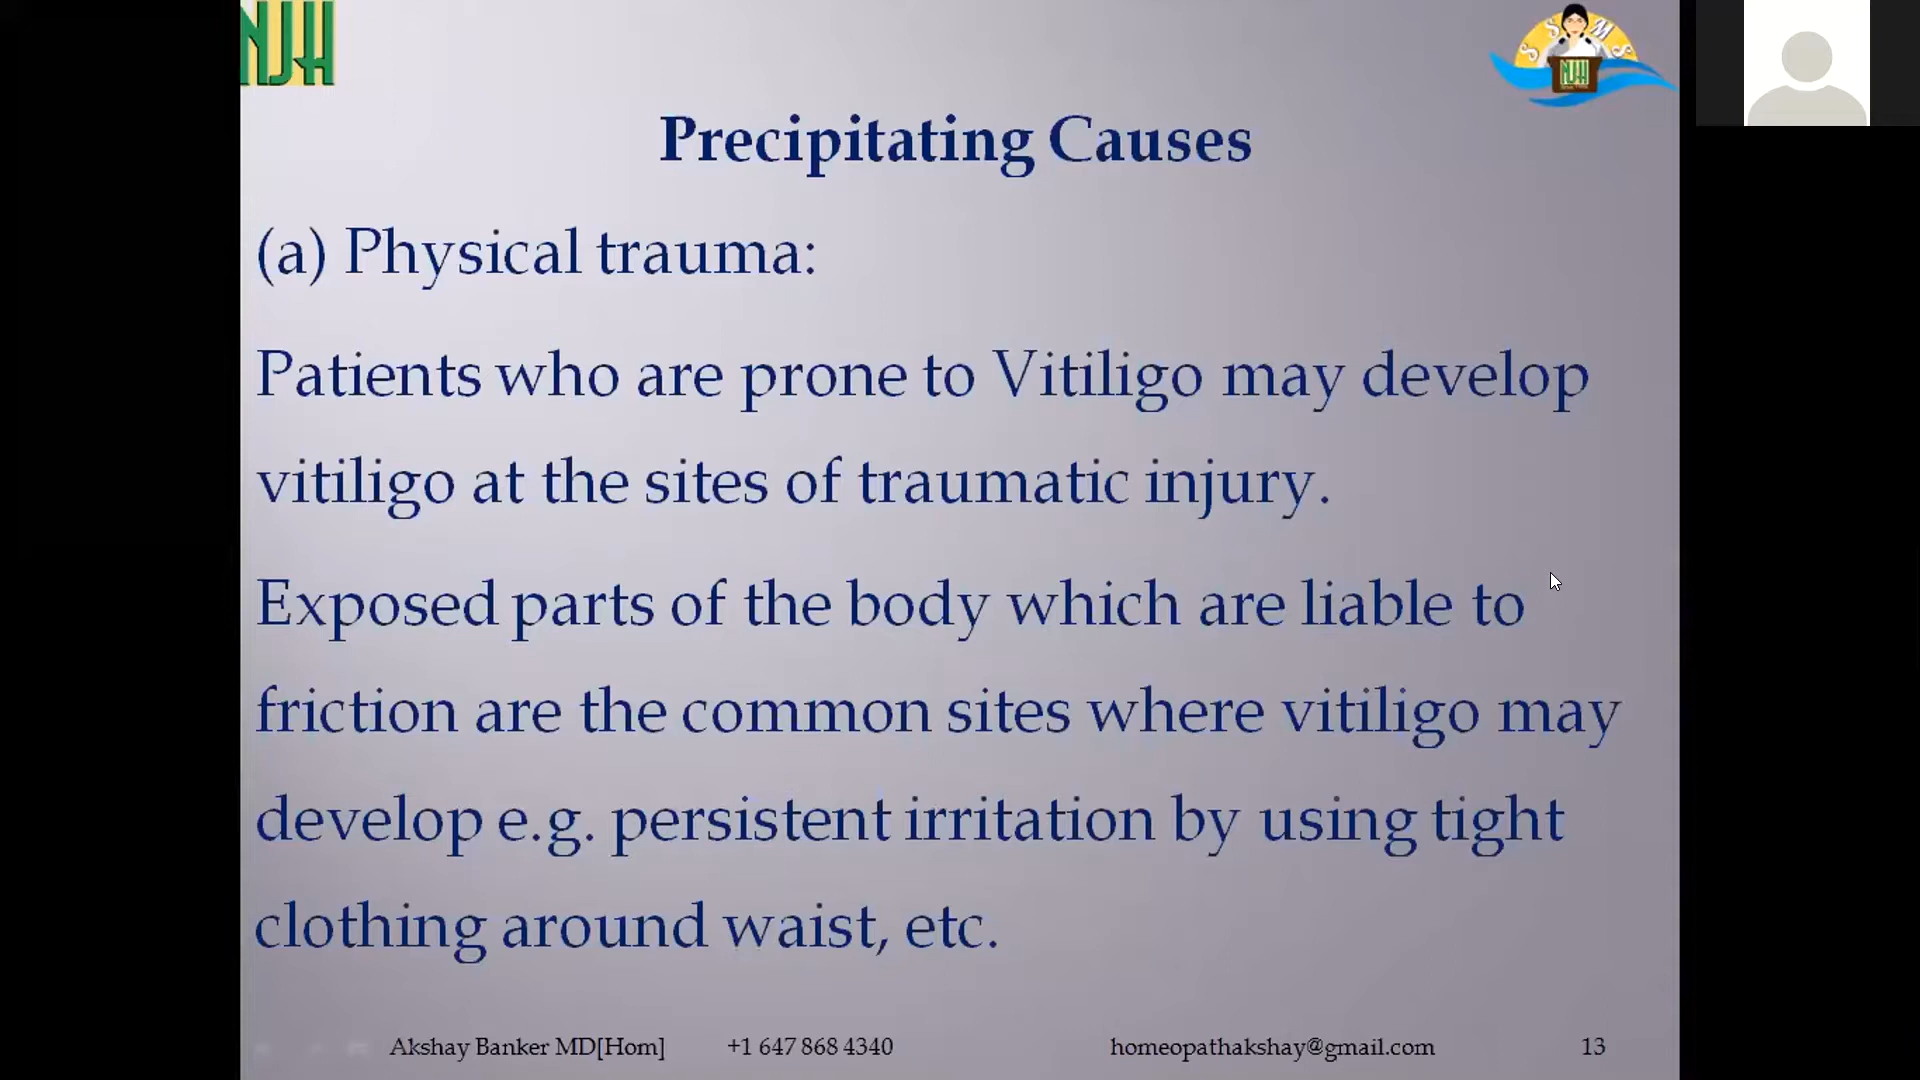 NJH
S S M S
NJH
Precipitating Causes
(a) Physical trauma:
Patients who are prone to Vitiligo may develop
vitiligo at the sites of traumatic injury.
Exposed parts of the body which are liable to
friction are the common sites where vitiligo may
develop e.g. persistent irritation by using tight
clothing around waist, etc.
Akshay Banker MD[Hom] +1 647 868 4340 homeopathakshay@gmail.com 13